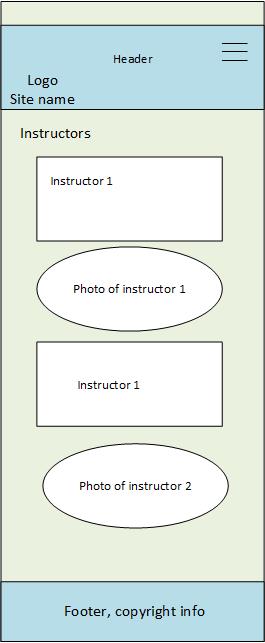 Header
Logo
Site name
Instructors
Instructor 1
Photo of instructor 1
Instructor 1
Photo of instructor 2
Footer, copyright info